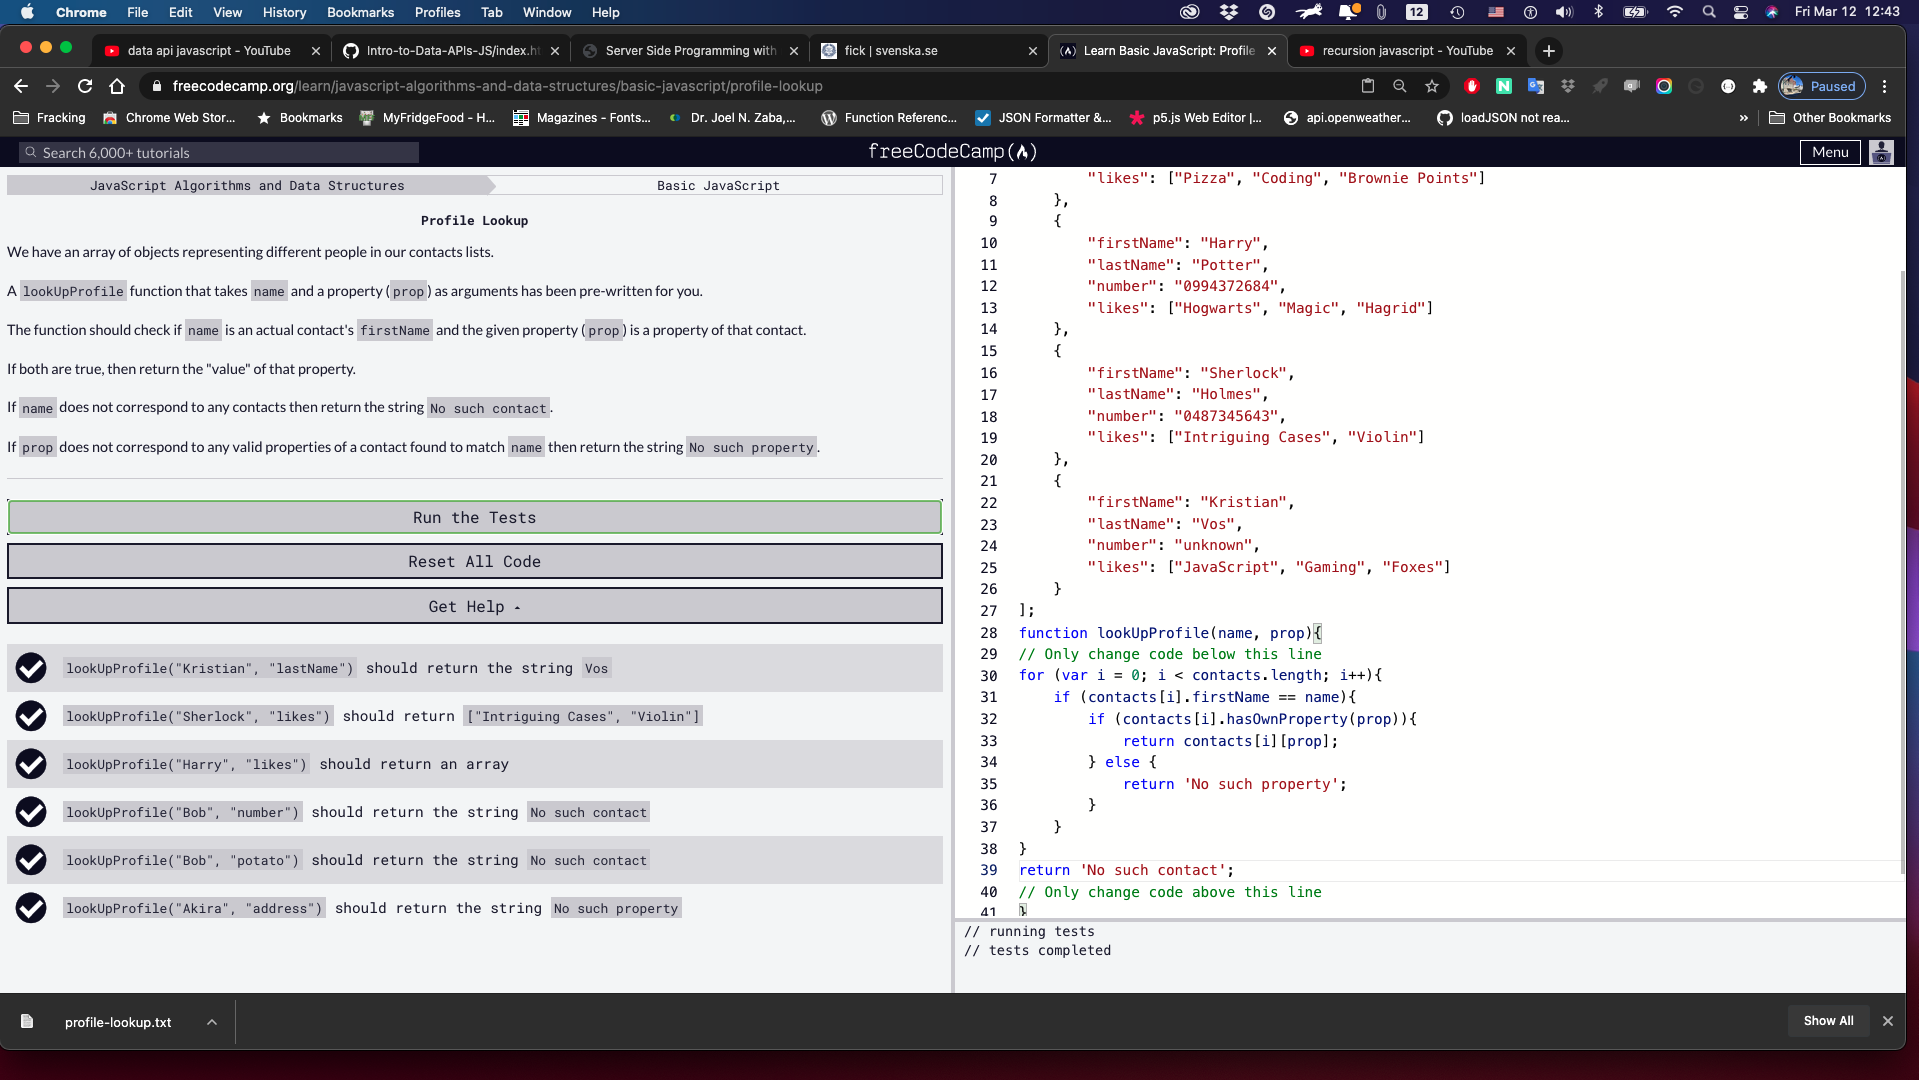 Chrome File Edit View History Bookmarks Profiles Tab Window Help 12 Fri Mar 12 12:43
data api javascript - YouTube
Intro-to-Data-APIs-JS/index.ht
Server Side Programming with
fick | svenska.se
Learn Basic JavaScript: Profile
recursion javascript - YouTube
freecodecamp.org/learn/javascript-algorithms-and-data-structures/basic-javascript/profile-lookup
Paused
Fracking Chrome Web Stor... Bookmarks MyFridgeFood - H... Magazines - Fonts... Dr. Joel N. Zaba,... Function Referenc... JSON Formatter &... p5.js Web Editor |... api.openweather... loadJSON not rea... » Other Bookmarks
Search 6,000+ tutorials
freeCodeCamp
Menu
JavaScript Algorithms and Data Structures
Basic JavaScript
Profile Lookup
We have an array of objects representing different people in our contacts lists.
A lookUpProfile function that takes name and a property (prop) as arguments has been pre-written for you.
The function should check if name is an actual contact's firstName and the given property (prop) is a property of that contact.
If both are true, then return the "value" of that property.
If name does not correspond to any contacts then return the string No such contact.
If prop does not correspond to any valid properties of a contact found to match name then return the string No such property.
Run the Tests
Reset All Code
Get Help
lookUpProfile("Kristian", "lastName") should return the string Vos
lookUpProfile("Sherlock", "likes") should return ["Intriguing Cases", "Violin"]
lookUpProfile("Harry", "likes") should return an array
lookUpProfile("Bob", "number") should return the string No such contact
lookUpProfile("Bob", "potato") should return the string No such contact
lookUpProfile("Akira", "address") should return the string No such property
7 "likes": ["Pizza", "Coding", "Brownie Points"]
8 },
9 {
10 "firstName": "Harry",
11 "lastName": "Potter",
12 "number": "0994372684",
13 "likes": ["Hogwarts", "Magic", "Hagrid"]
14 },
15 {
16 "firstName": "Sherlock",
17 "lastName": "Holmes",
18 "number": "0487345643",
19 "likes": ["Intriguing Cases", "Violin"]
20 },
21 {
22 "firstName": "Kristian",
23 "lastName": "Vos",
24 "number": "unknown",
25 "likes": ["JavaScript", "Gaming", "Foxes"]
26 }
27 ];
28 function lookUpProfile(name, prop){
29 // Only change code below this line
30 for (var i = 0; i < contacts.length; i++){
31 if (contacts[i].firstName == name){
32 if (contacts[i].hasOwnProperty(prop)){
33 return contacts[i][prop];
34 } else {
35 return 'No such property';
36 }
37 }
38 }
39 return 'No such contact';
40 // Only change code above this line
41 }
// running tests
// tests completed
profile-lookup.txt
Show All